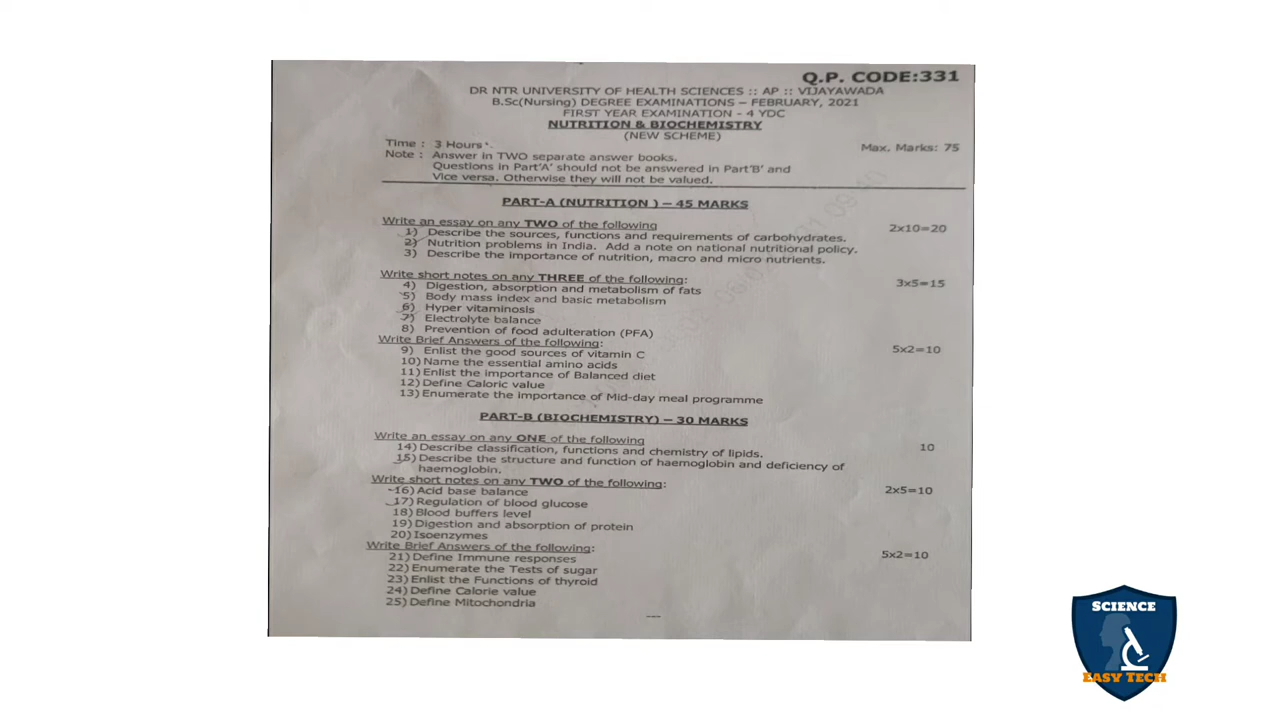 Q.P. CODE:331
DR NTR UNIVERSITY OF HEALTH SCIENCES :: AP :: VIJAYAWADA
B.Sc(Nursing) DEGREE EXAMINATIONS – FEBRUARY, 2021
FIRST YEAR EXAMINATION - 4 YDC
NUTRITION & BIOCHEMISTRY
(NEW SCHEME)
Time : 3 Hours Max. Marks: 75
Note : Answer in TWO separate answer books.
Questions in Part'A' should not be answered in Part'B' and
Vice versa. Otherwise they will not be valued.
PART-A (NUTRITION ) – 45 MARKS
Write an essay on any TWO of the following 2x10=20
1) Describe the sources, functions and requirements of carbohydrates.
2) Nutrition problems in India. Add a note on national nutritional policy.
3) Describe the importance of nutrition, macro and micro nutrients.
Write short notes on any THREE of the following: 3x5=15
4) Digestion, absorption and metabolism of fats
5) Body mass index and basic metabolism
6) Hyper vitaminosis
7) Electrolyte balance
8) Prevention of food adulteration (PFA)
Write Brief Answers of the following: 5x2=10
9) Enlist the good sources of vitamin C
10) Name the essential amino acids
11) Enlist the importance of Balanced diet
12) Define Caloric value
13) Enumerate the importance of Mid-day meal programme
PART-B (BIOCHEMISTRY) – 30 MARKS
Write an essay on any ONE of the following 10
14) Describe classification, functions and chemistry of lipids.
15) Describe the structure and function of haemoglobin and deficiency of
haemoglobin.
Write short notes on any TWO of the following: 2x5=10
16) Acid base balance
17) Regulation of blood glucose
18) Blood buffers level
19) Digestion and absorption of protein
20) Isoenzymes
Write Brief Answers of the following: 5x2=10
21) Define Immune responses
22) Enumerate the Tests of sugar
23) Enlist the Functions of thyroid
24) Define Calorie value
25) Define Mitochondria
SCIENCE
EASY TECH